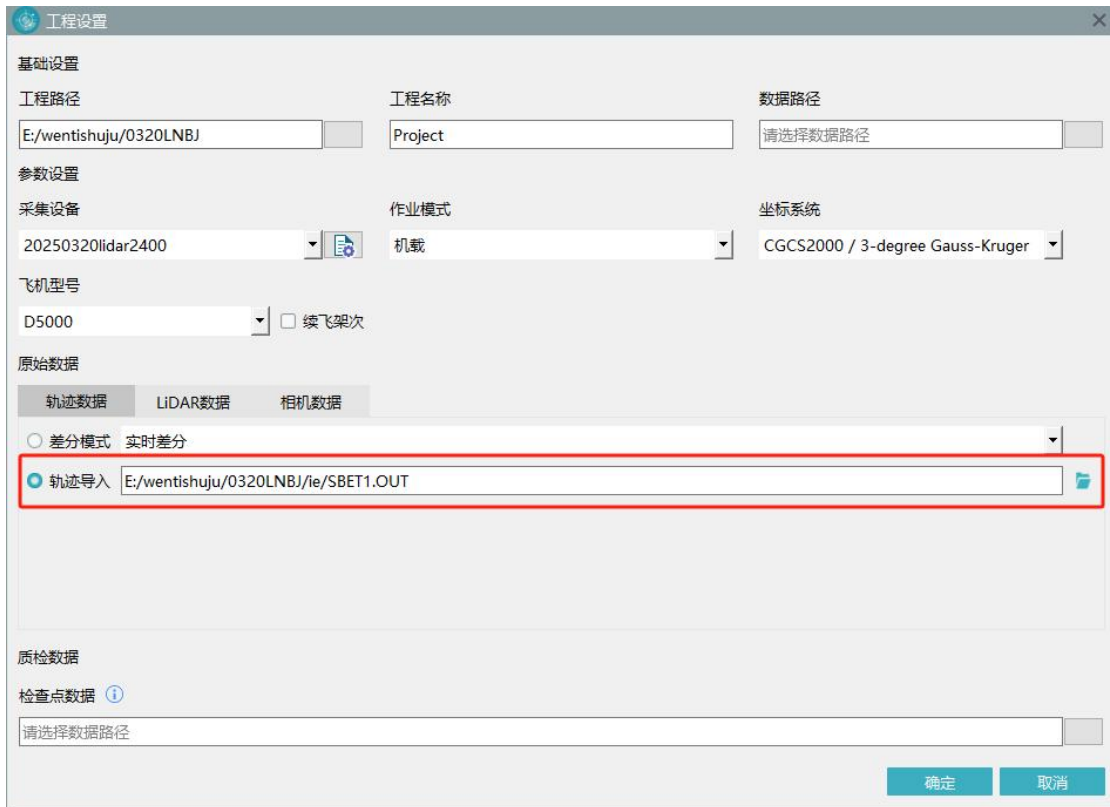 工程设置
基础设置
工程路径 工程名称 数据路径
E:/wentishuju/0320LNBJ Project 请选择数据路径
参数设置
采集设备 作业模式 坐标系统
20250320lidar2400 机载 CGCS2000 / 3-degree Gauss-Kruger
飞机型号
D5000 续飞架次
原始数据
轨迹数据 LiDAR数据 相机数据
差分模式 实时差分
轨迹导入 E:/wentishuju/0320LNBJ/ie/SBET1.OUT
质检数据
检查点数据
请选择数据路径
确定 取消